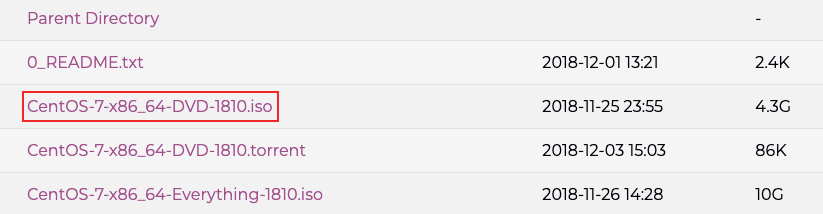 Parent Directory -
0_README.txt 2018-12-01 13:21 2.4K
CentOS-7-x86_64-DVD-1810.iso 2018-11-25 23:55 4.3G
CentOS-7-x86_64-DVD-1810.torrent 2018-12-03 15:03 86K
CentOS-7-x86_64-Everything-1810.iso 2018-11-26 14:28 10G